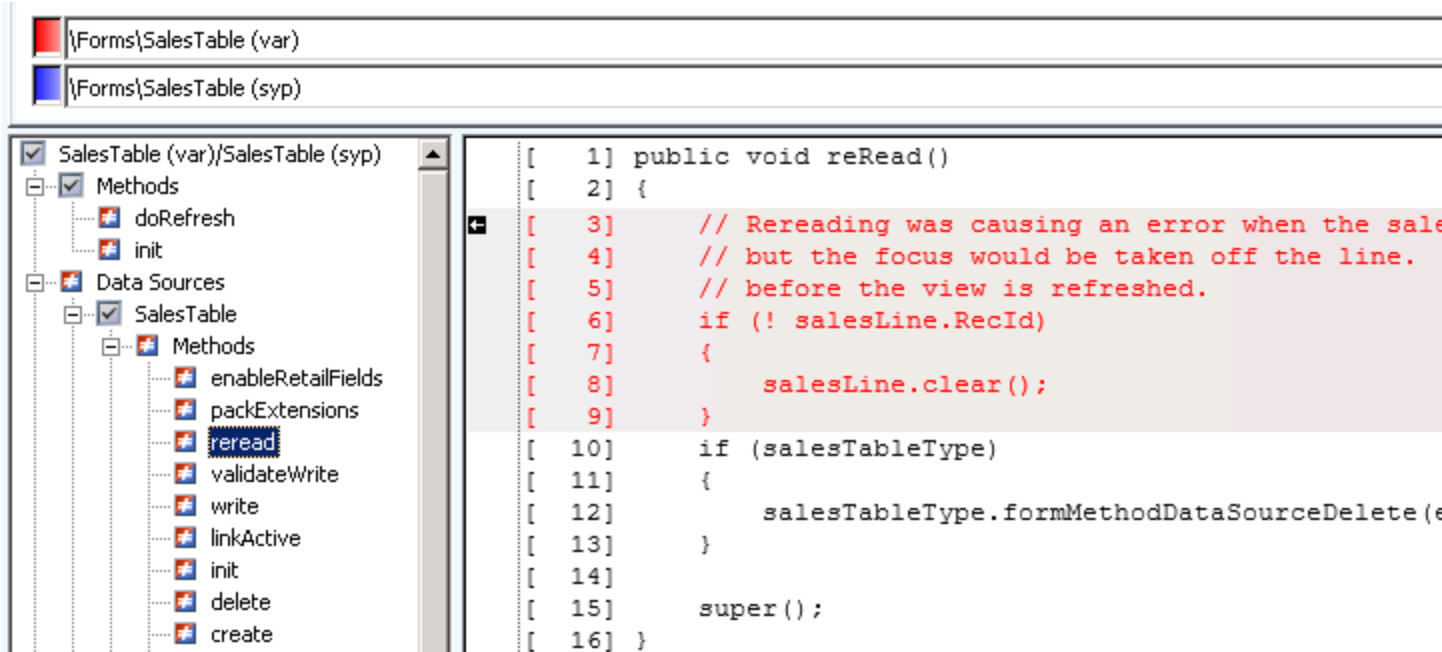 \Forms\SalesTable (var)
\Forms\SalesTable (syp)
SalesTable (var)/SalesTable (syp)
Methods
doRefresh
init
Data Sources
SalesTable
Methods
enableRetailFields
packExtensions
reread
validateWrite
write
linkActive
init
delete
create
[ 1] public void reRead()
[ 2] {
[ 3] // Rereading was causing an error when the sale
[ 4] // but the focus would be taken off the line.
[ 5] // before the view is refreshed.
[ 6] if (! salesLine.RecId)
[ 7] {
[ 8] salesLine.clear();
[ 9] }
[ 10] if (salesTableType)
[ 11] {
[ 12] salesTableType.formMethodDataSourceDelete(
[ 13] }
[ 14]
[ 15] super();
[ 16] }